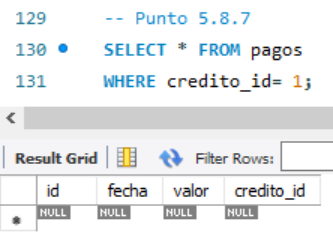 129 -- Punto 5.8.7
130 SELECT * FROM pagos
131 WHERE credito_id= 1;
Result Grid Filter Rows:
id fecha valor credito_id
NULL NULL NULL NULL